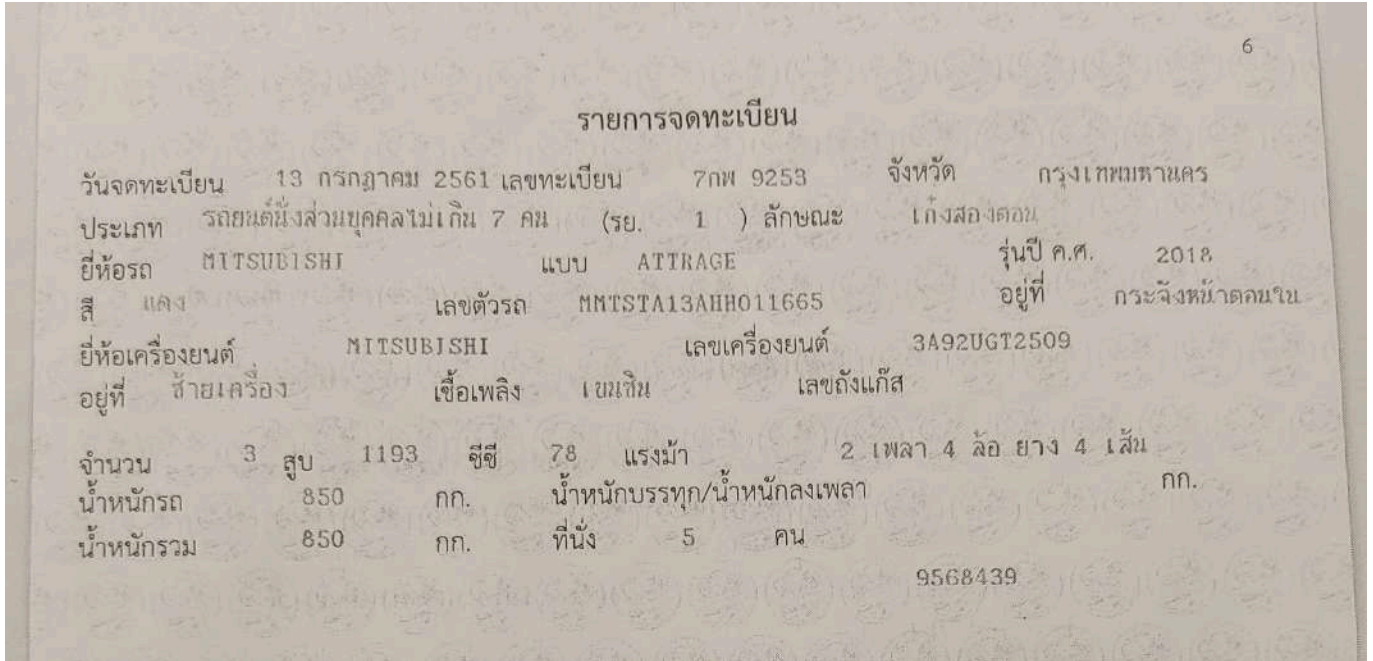 6
รายการจดทะเบียน
วันจดทะเบียน 13 กรกฎาคม 2561 เลขทะเบียน 7กพ 9253 จังหวัด กรุงเทพมหานคร
ประเภท รถยนต์นั่งส่วนบุคคลไม่เกิน 7 คน (รย. 1 ) ลักษณะ เก๋งสองตอน
ยี่ห้อรถ MITSUBISHI แบบ ATTRAGE รุ่นปี ค.ศ. 2018
สี แดง เลขตัวรถ MMTSTA13AHH011665 อยู่ที่ กระจังหน้าตอนใน
ยี่ห้อเครื่องยนต์ MITSUBISHI เลขเครื่องยนต์ 3A92UGT2509
อยู่ที่ ซ้ายเครื่อง เชื้อเพลิง เบนซิน เลขถังแก๊ส
จำนวน 3 สูบ 1193 ซีซี 78 แรงม้า 2 เพลา 4 ล้อ ยาง 4 เส้น
น้ำหนักรถ 850 กก. น้ำหนักบรรทุก/น้ำหนักลงเพลา กก.
น้ำหนักรวม 850 กก. ที่นั่ง 5 คน
9568439